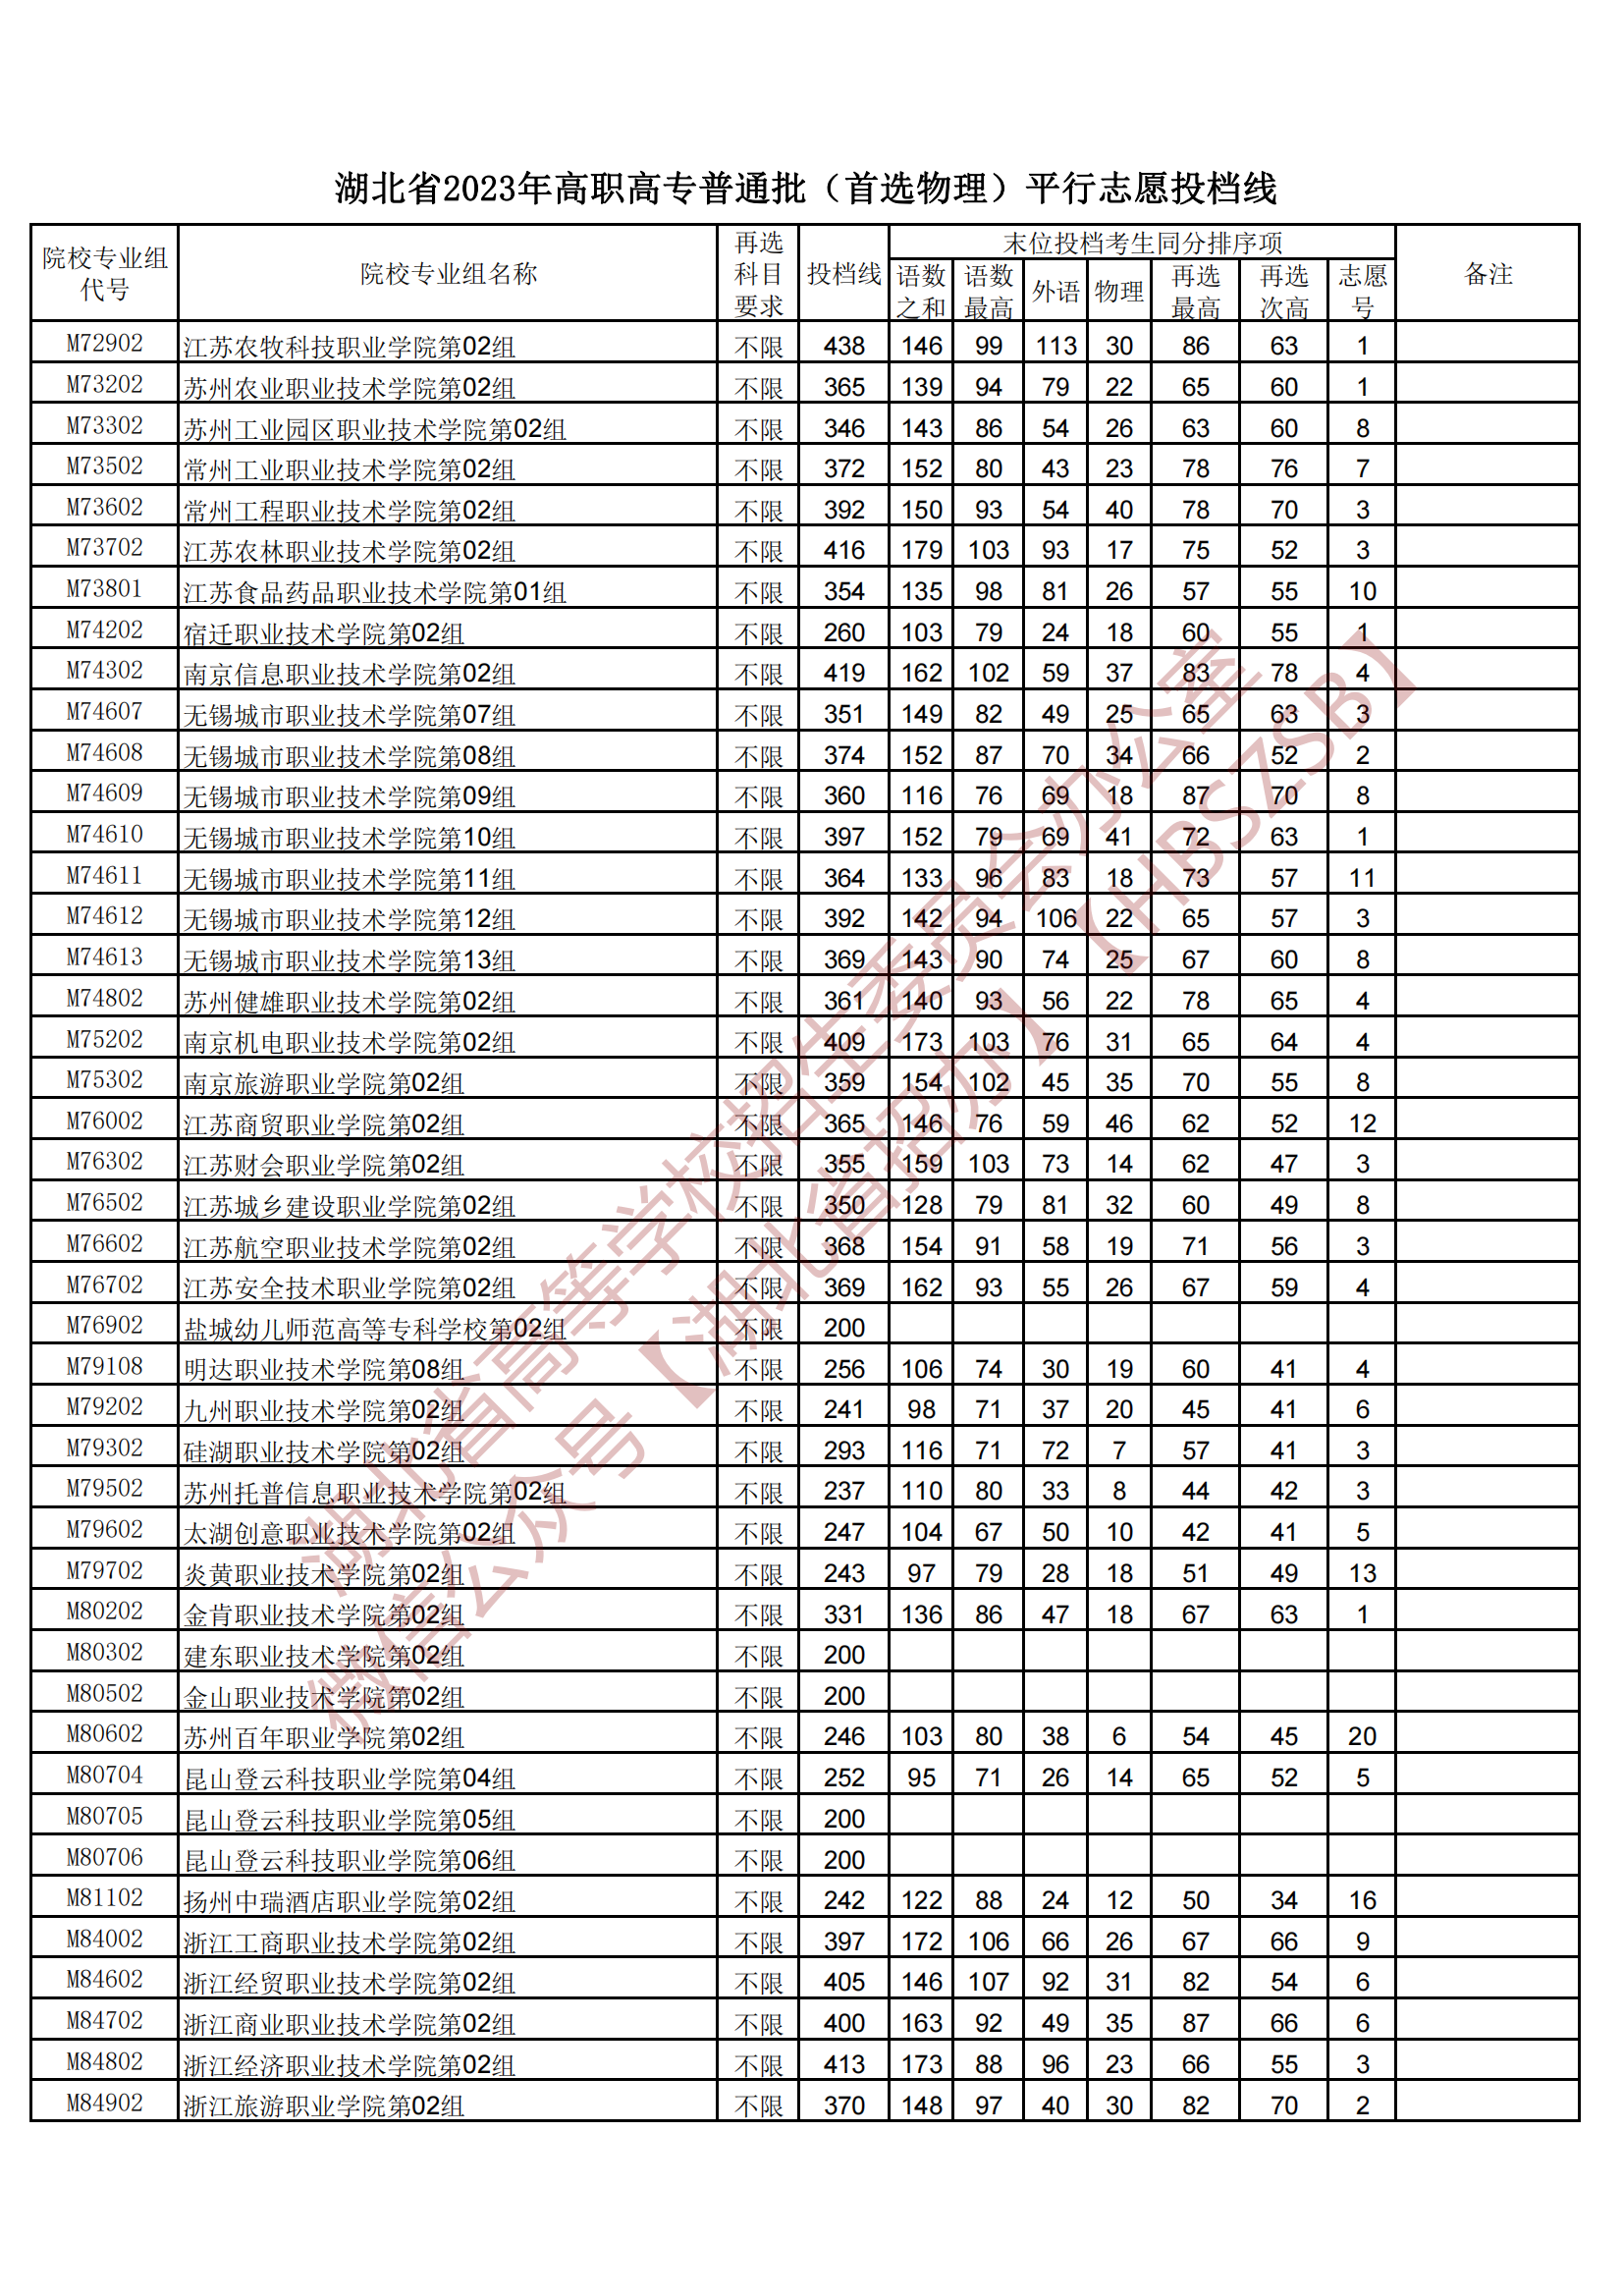 湖北省2023年高职高专普通批（首选物理）平行志愿投档线
院校专业组代号 院校专业组名称 再选科目要求 投档线 末位投档考生同分排序项 备注
语数之和 语数最高 外语 物理 再选最高 再选次高 志愿号
M72902 江苏农牧科技职业学院第02组 不限 438 146 99 113 30 86 63 1
M73202 苏州农业职业技术学院第02组 不限 365 139 94 79 22 65 60 1
M73302 苏州工业园区职业技术学院第02组 不限 346 143 86 54 26 63 60 8
M73502 常州工业职业技术学院第02组 不限 372 152 80 43 23 78 76 7
M73602 常州工程职业技术学院第02组 不限 392 150 93 54 40 78 70 3
M73702 江苏农林职业技术学院第02组 不限 416 179 103 93 17 75 52 3
M73801 江苏食品药品职业技术学院第01组 不限 354 135 98 81 26 57 55 10
M74202 宿迁职业技术学院第02组 不限 260 103 79 24 18 60 55 1
M74302 南京信息职业技术学院第02组 不限 419 162 102 59 37 83 78 4
M74607 无锡城市职业技术学院第07组 不限 351 149 82 49 25 65 63 3
M74608 无锡城市职业技术学院第08组 不限 374 152 87 70 34 66 52 2
M74609 无锡城市职业技术学院第09组 不限 360 116 76 69 18 87 70 8
M74610 无锡城市职业技术学院第10组 不限 397 152 79 69 41 72 63 1
M74611 无锡城市职业技术学院第11组 不限 364 133 96 83 18 73 57 11
M74612 无锡城市职业技术学院第12组 不限 392 142 94 106 22 65 57 3
M74613 无锡城市职业技术学院第13组 不限 369 143 90 74 25 67 60 8
M74802 苏州健雄职业技术学院第02组 不限 361 140 93 56 22 78 65 4
M75202 南京机电职业技术学院第02组 不限 409 173 103 76 31 65 64 4
M75302 南京旅游职业学院第02组 不限 359 154 102 45 35 70 55 8
M76002 江苏商贸职业学院第02组 不限 365 146 76 59 46 62 52 12
M76302 江苏财会职业学院第02组 不限 355 159 103 73 14 62 47 3
M76502 江苏城乡建设职业学院第02组 不限 350 128 79 81 32 60 49 8
M76602 江苏航空职业技术学院第02组 不限 368 154 91 58 19 71 56 3
M76702 江苏安全技术职业学院第02组 不限 369 162 93 55 26 67 59 4
M76902 盐城幼儿师范高等专科学校第02组 不限 200
M79108 明达职业技术学院第08组 不限 256 106 74 30 19 60 41 4
M79202 九州职业技术学院第02组 不限 241 98 71 37 20 45 41 6
M79302 硅湖职业技术学院第02组 不限 293 116 71 72 7 57 41 3
M79502 苏州托普信息职业技术学院第02组 不限 237 110 80 33 8 44 42 3
M79602 太湖创意职业技术学院第02组 不限 247 104 67 50 10 42 41 5
M79702 炎黄职业技术学院第02组 不限 243 97 79 28 18 51 49 13
M80202 金肯职业技术学院第02组 不限 331 136 86 47 18 67 63 1
M80302 建东职业技术学院第02组 不限 200
M80502 金山职业技术学院第02组 不限 200
M80602 苏州百年职业学院第02组 不限 246 103 80 38 6 54 45 20
M80704 昆山登云科技职业学院第04组 不限 252 95 71 26 14 65 52 5
M80705 昆山登云科技职业学院第05组 不限 200
M80706 昆山登云科技职业学院第06组 不限 200
M81102 扬州中瑞酒店职业学院第02组 不限 242 122 88 24 12 50 34 16
M84002 浙江工商职业技术学院第02组 不限 397 172 106 66 26 67 66 9
M84602 浙江经贸职业技术学院第02组 不限 405 146 107 92 31 82 54 6
M84702 浙江商业职业技术学院第02组 不限 400 163 92 49 35 87 66 6
M84802 浙江经济职业技术学院第02组 不限 413 173 88 96 23 66 55 3
M84902 浙江旅游职业学院第02组 不限 370 148 97 40 30 82 70 2
湖北省高等学校招生委员会办公室
微信公众号【湖北省招办】【HBSZSB】